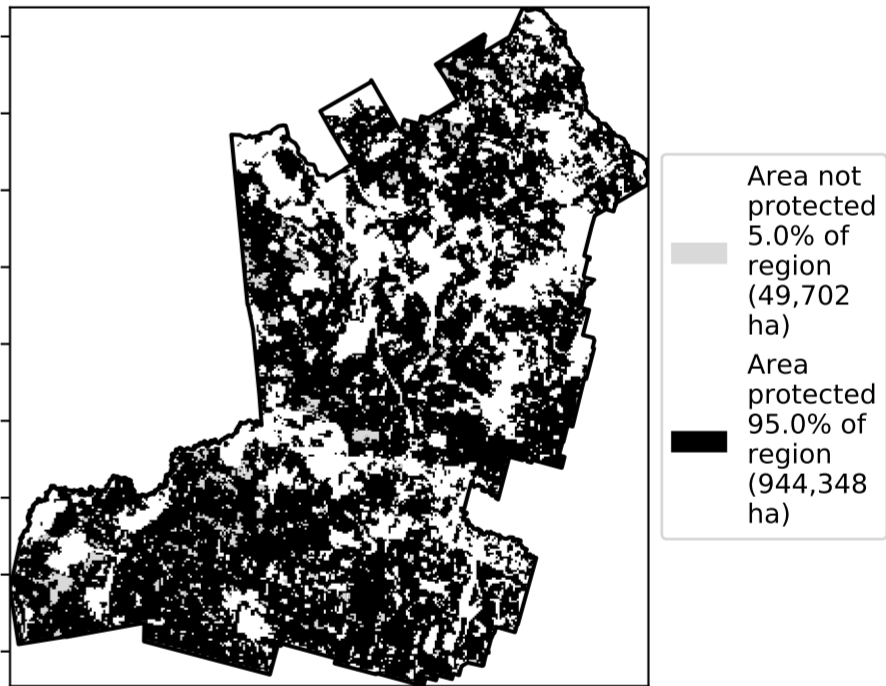 Area not
protected
5.0% of
region
(49,702
ha)
Area
protected
95.0% of
region
(944,348
ha)